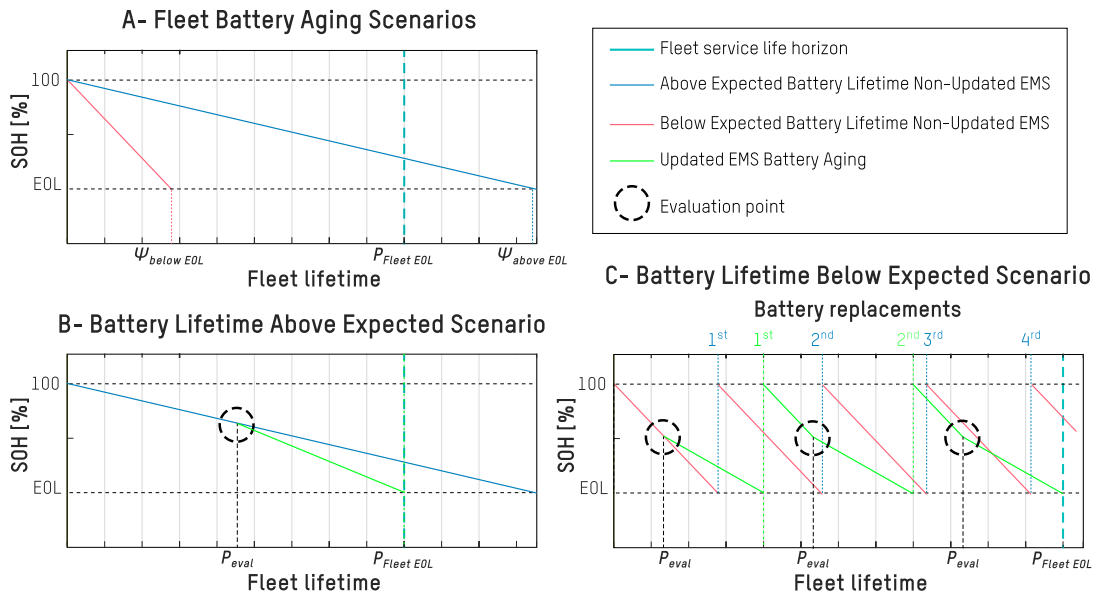 A- Fleet Battery Aging Scenarios
SOH [%]
100
EOL
Ψbelow EOL
PFleet EOL
Ψabove EOL
Fleet lifetime
Fleet service life horizon
Above Expected Battery Lifetime Non-Updated EMS
Below Expected Battery Lifetime Non-Updated EMS
Updated EMS Battery Aging
Evaluation point
B- Battery Lifetime Above Expected Scenario
SOH [%]
100
EOL
Peval
PFleet EOL
Fleet lifetime
C- Battery Lifetime Below Expected Scenario
Battery replacements
1st 1st 2nd 2nd 3rd 4rd
SOH [%]
100
EOL
Peval Peval Peval PFleet EOL
Fleet lifetime